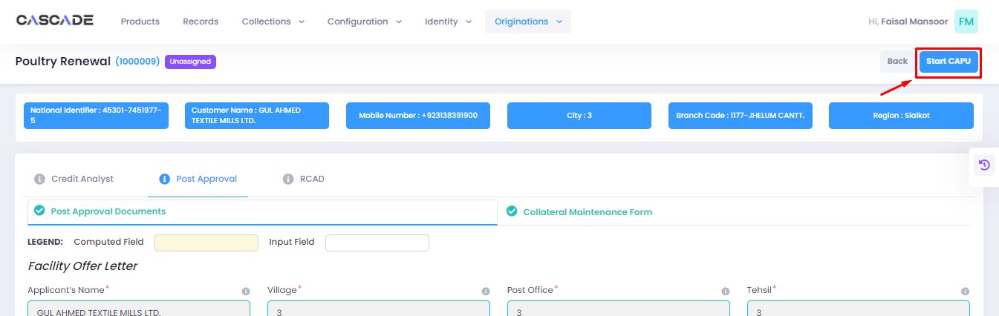 CASCADE Products Records Collections Configuration Identity Originations Hi, Faisal Mansoor FM
Poultry Renewal (1000009) Unassigned Back Start CAPU
National Identifier : 45301-7451977-
5
Customer Name : GUL AHMED
TEXTILE MILLS LTD.
Mobile Number : +923138391900
City : 3
Branch Code : 1177-JHELUM CANTT.
Region : Sialkot
Credit Analyst Post Approval RCAD
Post Approval Documents Collateral Maintenance Form
LEGEND: Computed Field Input Field
Facility Offer Letter
Applicant's Name* Village* Post Office* Tehsil*
GUL AHMED TEXTILE MILLS LTD. 3 3 3